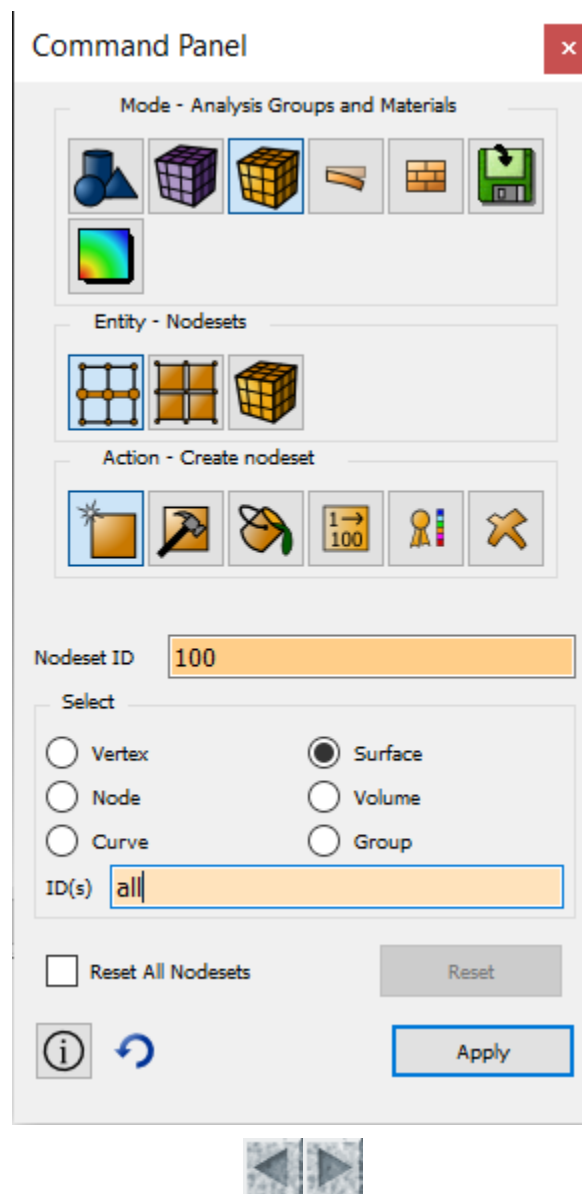 Command Panel
×
Mode - Analysis Groups and Materials
Entity - Nodesets
Action - Create nodeset
1→
100
Nodeset ID 100
Select
Vertex Surface
Node Volume
Curve Group
ID(s) all
Reset All Nodesets Reset
i Apply